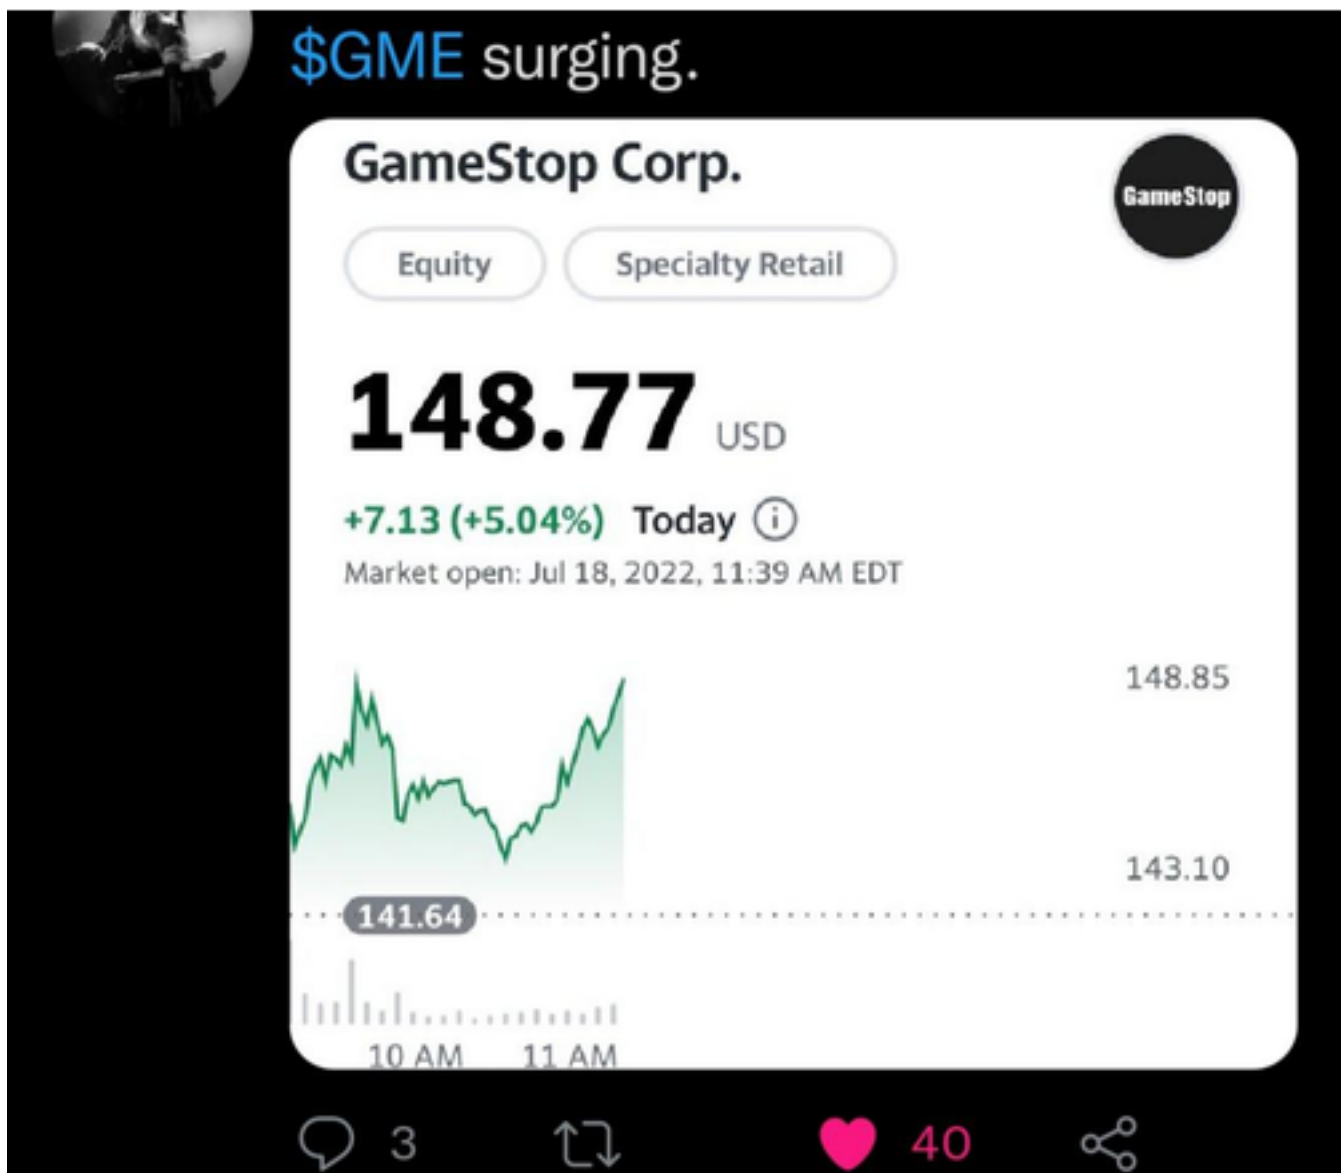 $GME surging.
GameStop Corp.
GameStop
Equity
Specialty Retail
148.77 USD
+7.13 (+5.04%) Today
Market open: Jul 18, 2022, 11:39 AM EDT
148.85
143.10
141.64
10 AM
11 AM
3
40